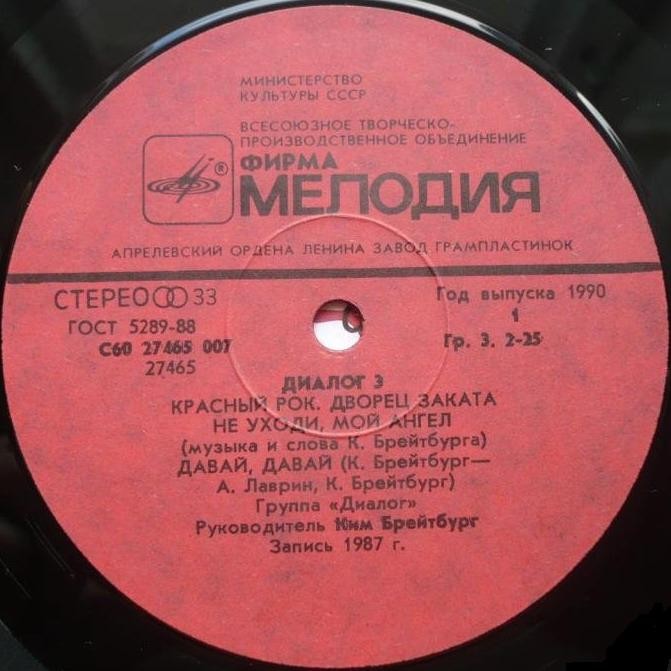 МИНИСТЕРСТВО
КУЛЬТУРЫ СССР
ВСЕСОЮЗНОЕ ТВОРЧЕСКО-
ПРОИЗВОДСТВЕННОЕ ОБЪЕДИНЕНИЕ
ФИРМА
®
МЕЛОДИЯ
АПРЕЛЕВСКИЙ ОРДЕНА ЛЕНИНА ЗАВОД ГРАМПЛАСТИНОК
СТЕРЕО 33
Год выпуска 1990
ГОСТ 5289-88
1
С60 27465 007
Гр. 3. 2-25
27465
ДИАЛОГ 3
КРАСНЫЙ РОК. ДВОРЕЦ ЗАКАТА
НЕ УХОДИ, МОЙ АНГЕЛ
(музыка и слова К. Брейтбурга)
ДАВАЙ, ДАВАЙ (К. Брейтбург—
А. Лаврин, К. Брейтбург)
Группа «Диалог»
Руководитель Ким Брейтбург
Запись 1987 г.